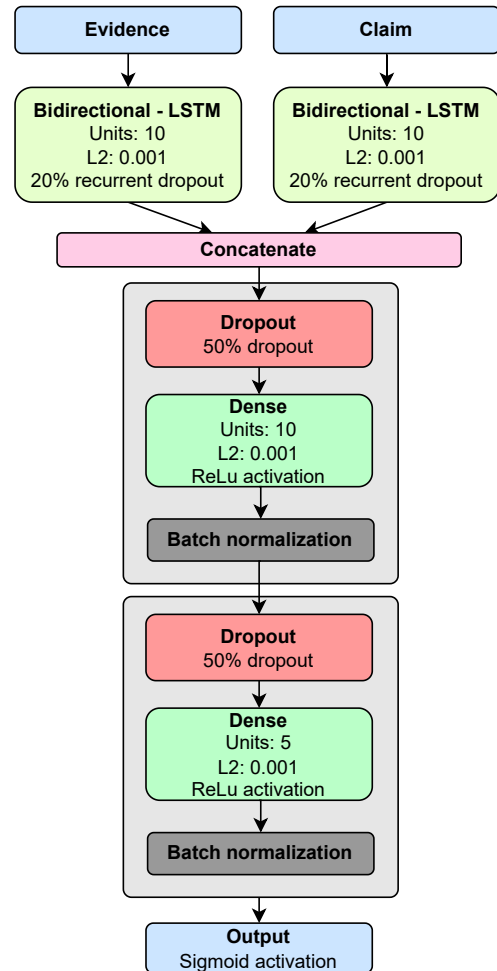 Evidence
Claim
Bidirectional - LSTM
Units: 10
L2: 0.001
20% recurrent dropout
Bidirectional - LSTM
Units: 10
L2: 0.001
20% recurrent dropout
Concatenate
Dropout
50% dropout
Dense
Units: 10
L2: 0.001
ReLu activation
Batch normalization
Dropout
50% dropout
Dense
Units: 5
L2: 0.001
ReLu activation
Batch normalization
Output
Sigmoid activation